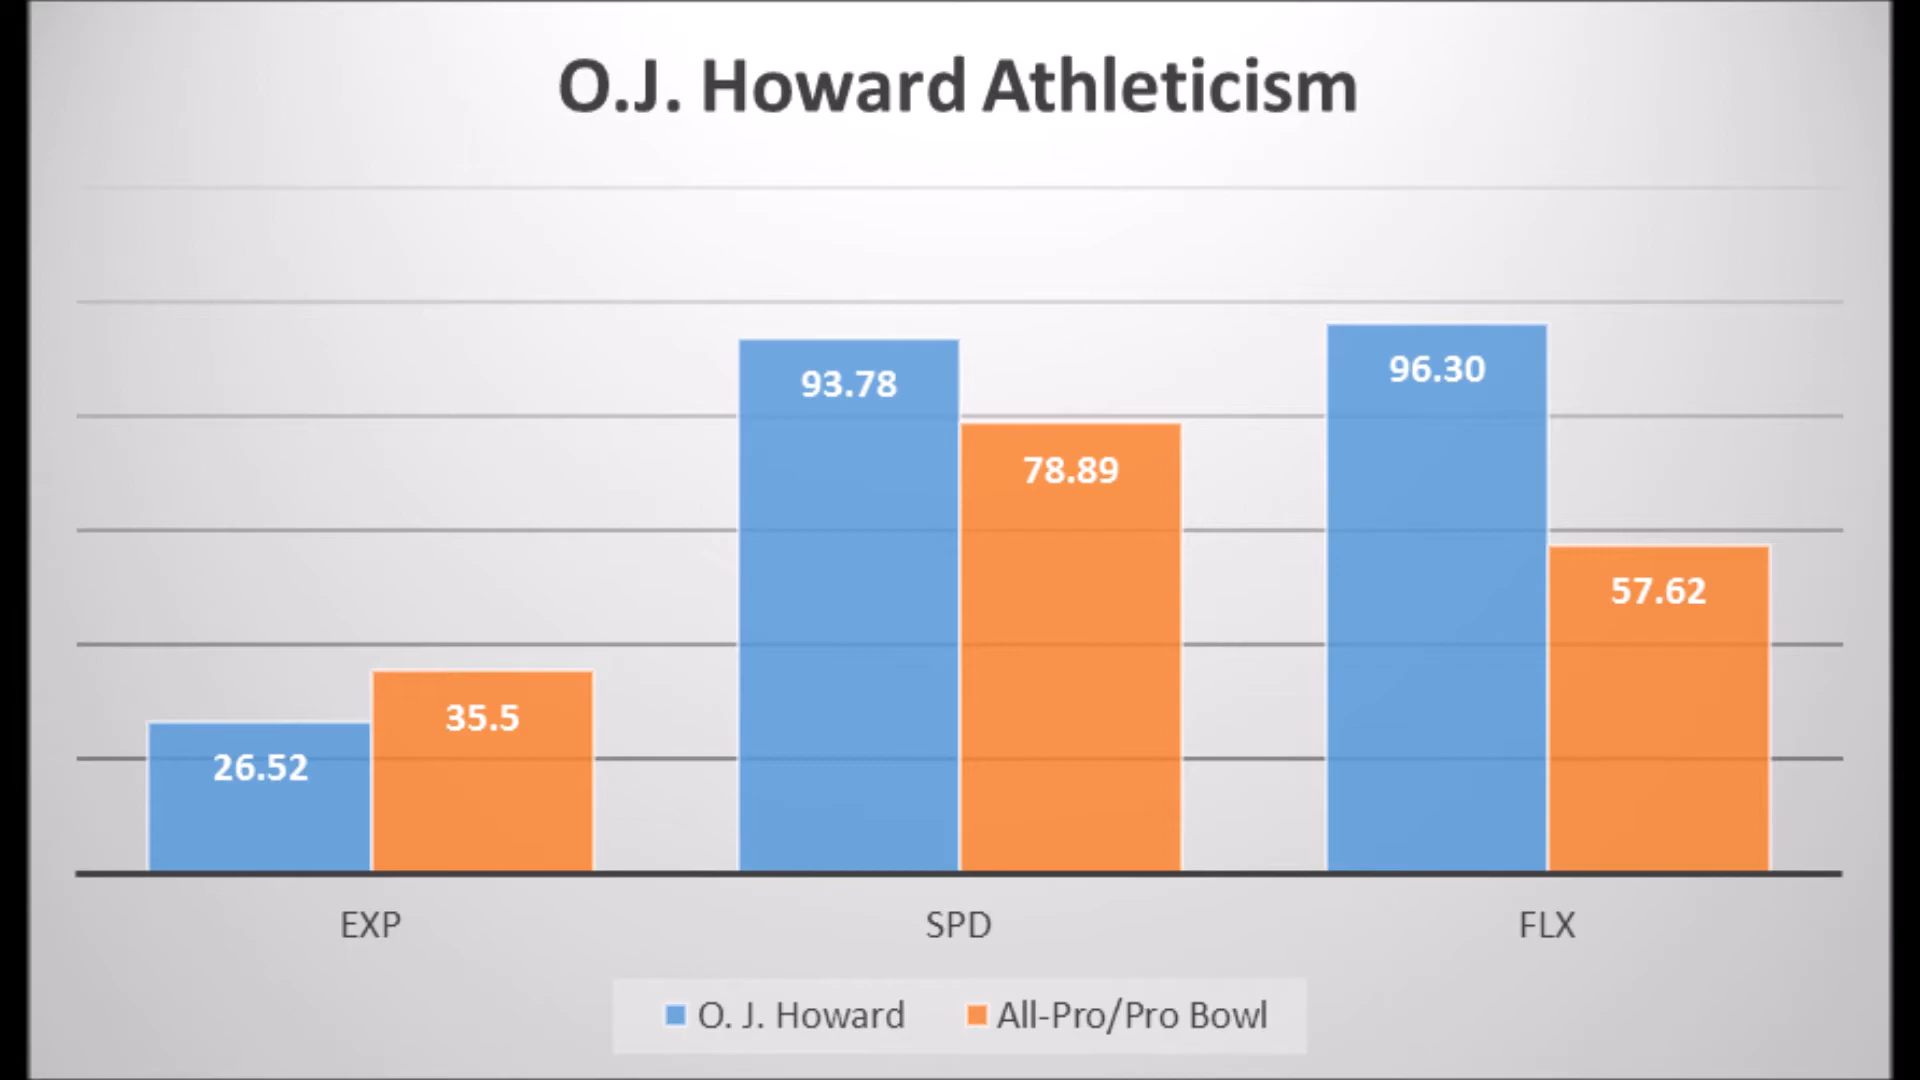 O.J. Howard Athleticism
96.30
93.78
78.89
57.62
35.5
26.52
EXP SPD FLX
O. J. Howard All-Pro/Pro Bowl